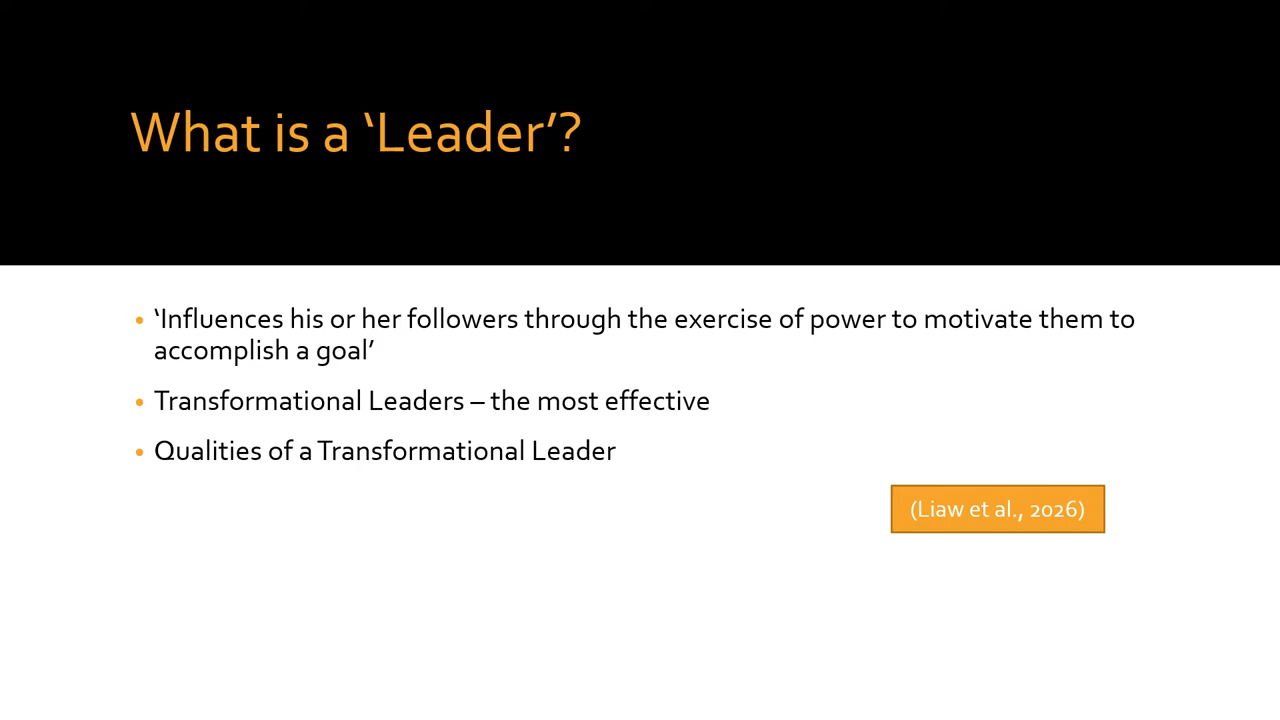 What is a ‘Leader’?
• ‘Influences his or her followers through the exercise of power to motivate them to
accomplish a goal’
• Transformational Leaders – the most effective
• Qualities of a Transformational Leader
(Liaw et al., 2026)